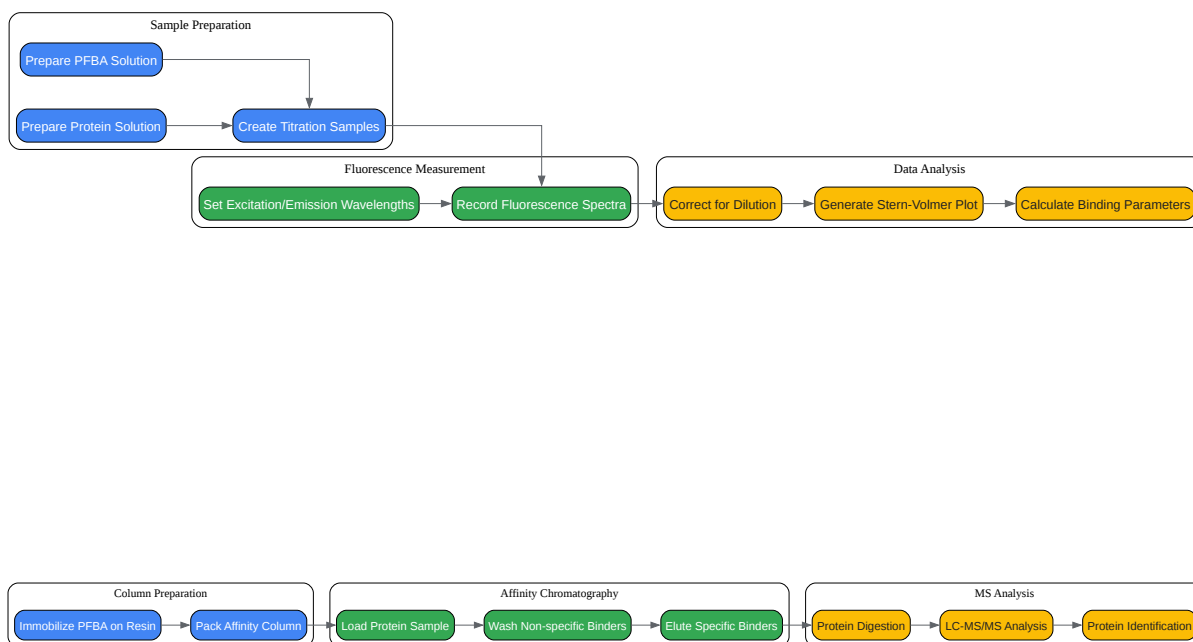 Sample Preparation
Prepare PFBA Solution
Prepare Protein Solution
Create Titration Samples
Fluorescence Measurement
Set Excitation/Emission Wavelengths
Record Fluorescence Spectra
Data Analysis
Correct for Dilution
Generate Stern-Volmer Plot
Calculate Binding Parameters
Column Preparation
Immobilize PFBA on Resin
Pack Affinity Column
Affinity Chromatography
Load Protein Sample
Wash Non-specific Binders
Elute Specific Binders
MS Analysis
Protein Digestion
LC-MS/MS Analysis
Protein Identification